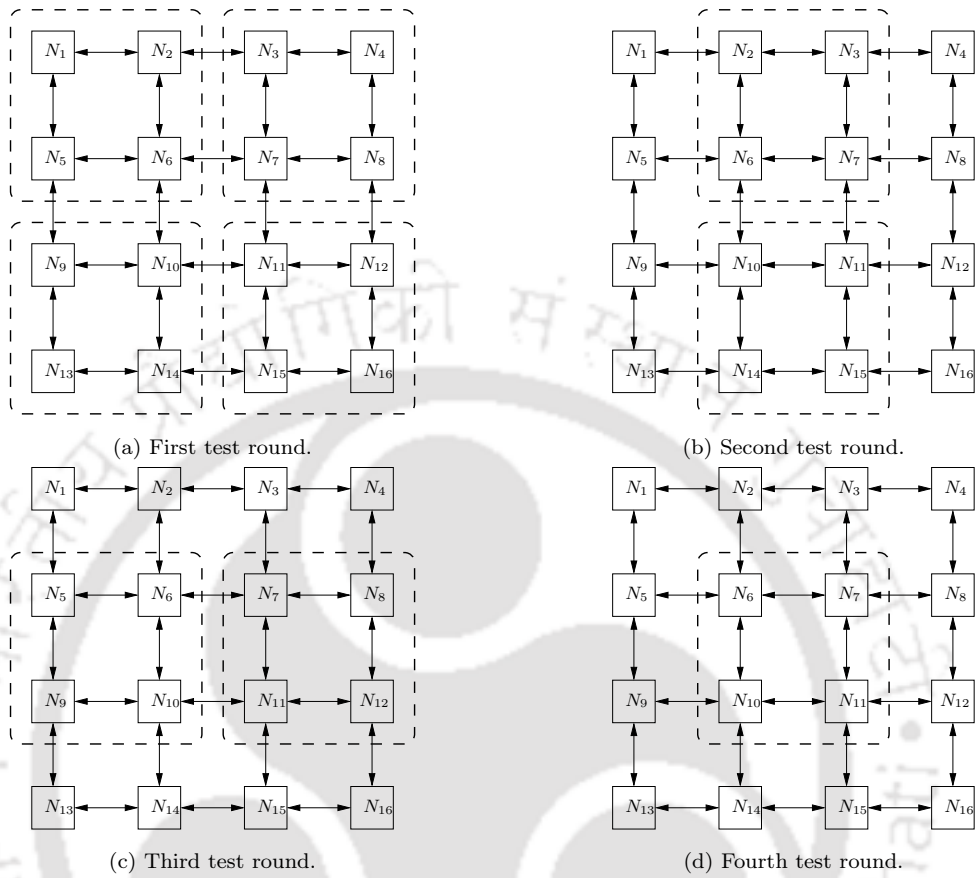 N1 N2 N3 N4
N5 N6 N7 N8
N9 N10 N11 N12
N13 N14 N15 N16
(a) First test round.
N1 N2 N3 N4
N5 N6 N7 N8
N9 N10 N11 N12
N13 N14 N15 N16
(b) Second test round.
N1 N2 N3 N4
N5 N6 N7 N8
N9 N10 N11 N12
N13 N14 N15 N16
(c) Third test round.
N1 N2 N3 N4
N5 N6 N7 N8
N9 N10 N11 N12
N13 N14 N15 N16
(d) Fourth test round.